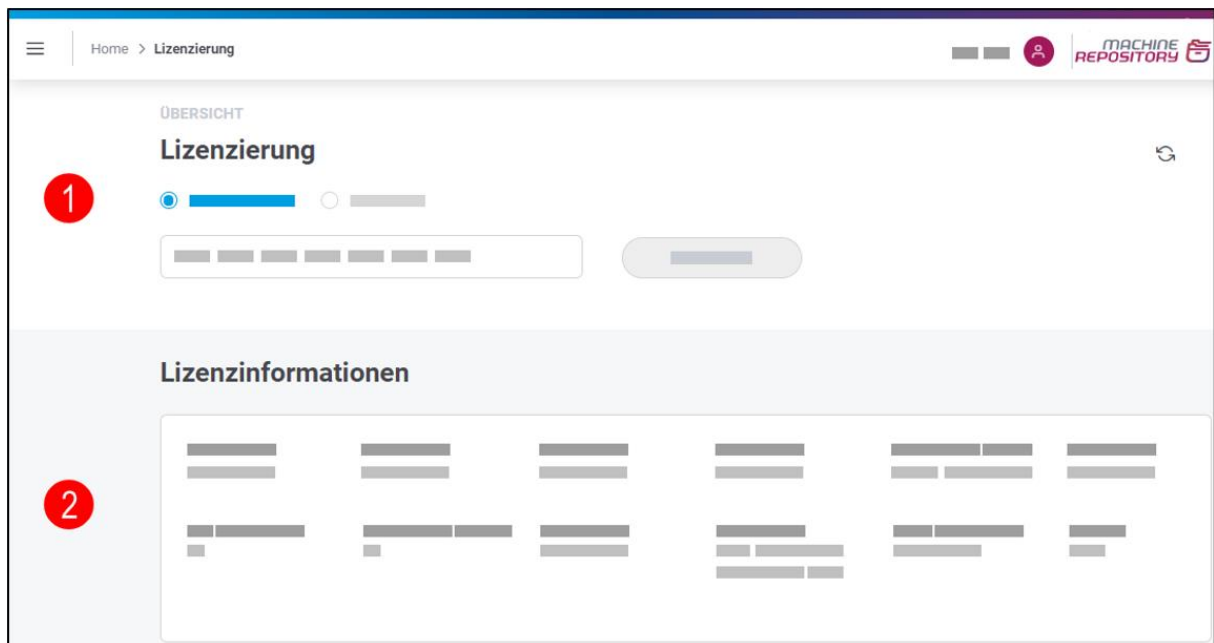 Home > Lizenzierung
MACHINE
REPOSITORY
ÜBERSICHT
Lizenzierung
1
Lizenzinformationen
2